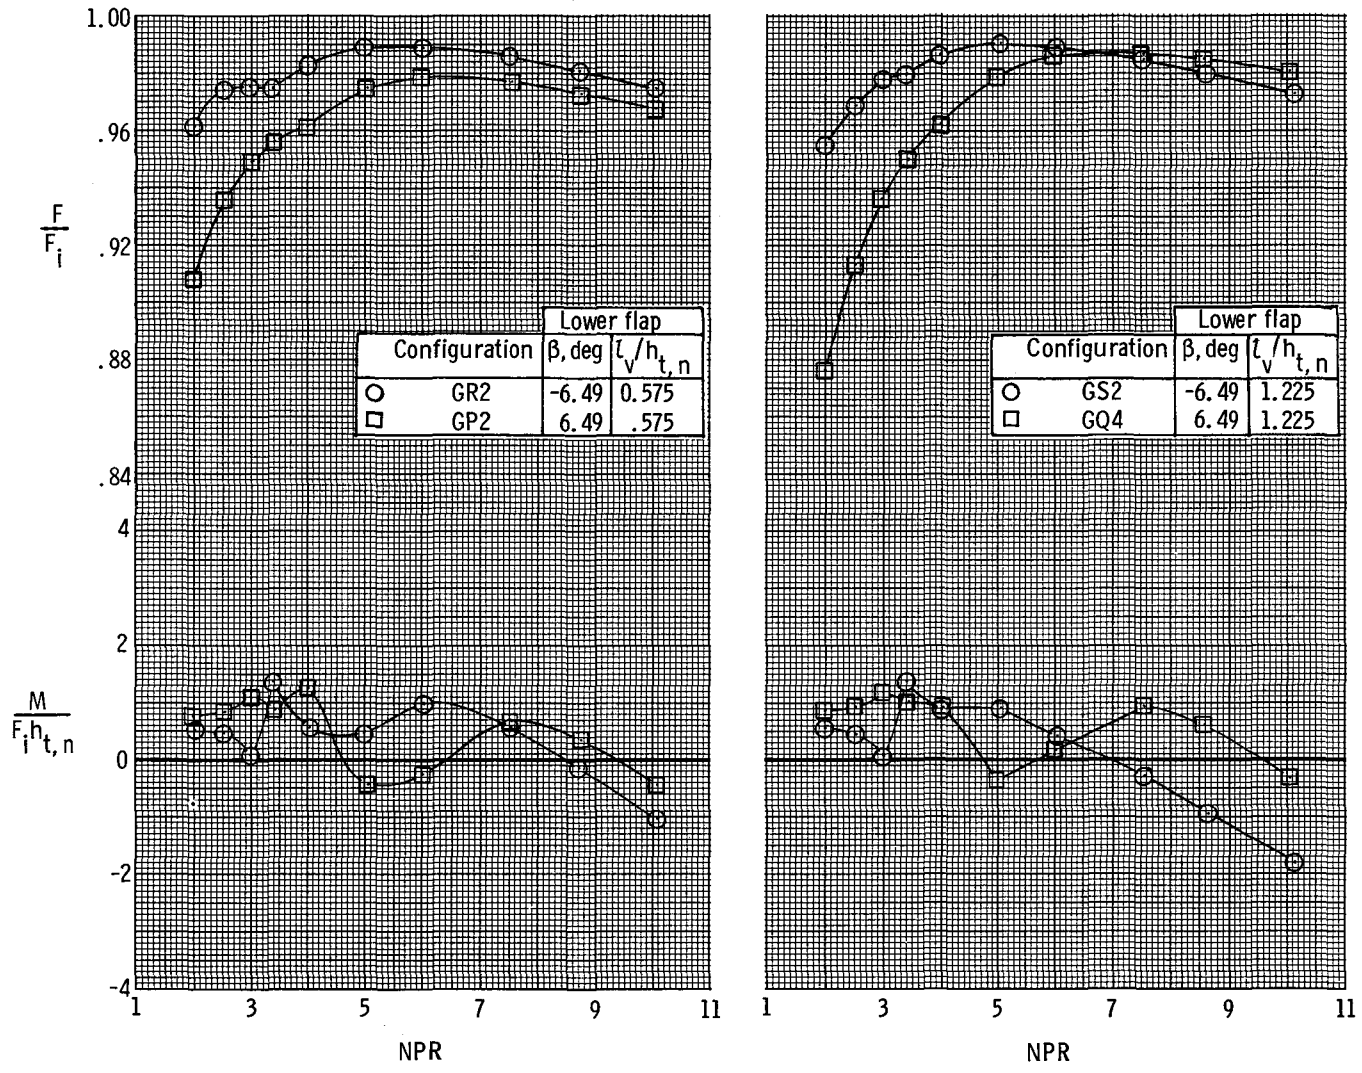 1.00
.96
.92
.88
.84
F
F i
Lower flap
Configuration β, deg l v /h t, n
GR2 -6.49 0.575
GP2 6.49 .575
Lower flap
Configuration β, deg l v /h t, n
GS2 -6.49 1.225
GQ4 6.49 1.225
4
2
0
-2
-4
M
F i h t, n
1 3 5 7 9 11
NPR
1 3 5 7 9 11
NPR